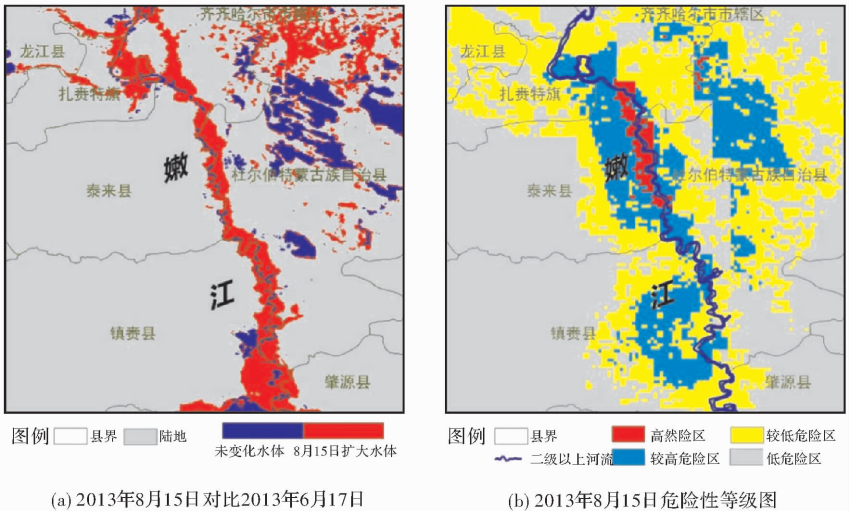 齐齐哈尔市市辖区
龙江县
扎赉特旗
嫩
杜尔伯特蒙古族自治县
泰来县
江
镇赉县
肇源县
图例
县界
陆地
未变化水体
8月15日扩大水体
(a) 2013年8月15日对比2013年6月17日
齐齐哈尔市市辖区
龙江县
扎赉特旗
嫩
杜尔伯特蒙古族自治县
泰来县
江
镇赉县
肇源县
图例
县界
高然险区
较低危险区
二级以上河流
较高危险区
低危险区
(b) 2013年8月15日危险性等级图